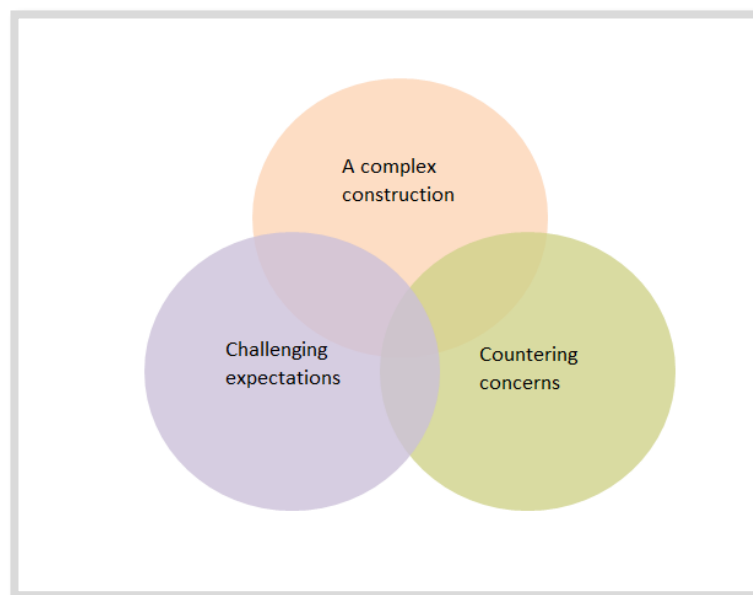 A complex
construction
Challenging
expectations
Countering
concerns